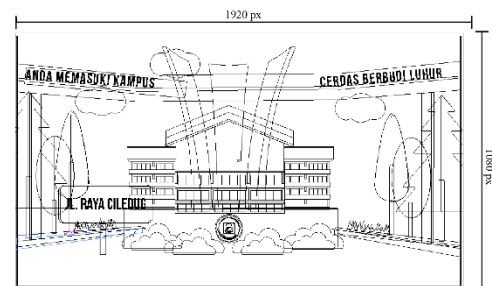 1920 px
ANDA MEMASUKI KAMPUS
CERDAS BERBUDI LUHUR
1080 px
JL. RAYA CILEDUG